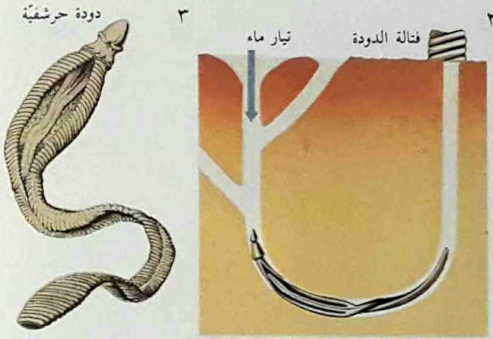 ٢
فتالة الدودة
تيار ماء
٣
دودة حرشفيّة